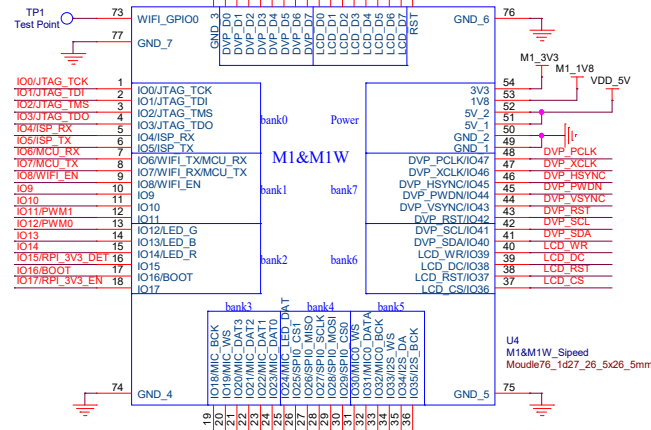 TP1
Test Point
73
WIFI_GPIO0
77
GND_7
GND_3
DVP_D0
DVP_D1
DVP_D2
DVP_D3
DVP_D4
DVP_D5
DVP_D6
DVP_D7
LCD_D0
LCD_D1
LCD_D2
LCD_D3
LCD_D4
LCD_D5
LCD_D6
LCD_D7
RST
GND_6
76
M1_3V3
M1_1V8
VDD_5V
IO0/JTAG_TCK 1 IO0/JTAG_TCK
IO1/JTAG_TDI 2 IO1/JTAG_TDI
IO2/JTAG_TMS 3 IO2/JTAG_TMS
IO3/JTAG_TDO 4 IO3/JTAG_TDO
IO4/ISP_RX 5 IO4/ISP_RX
IO5/ISP_TX 6 IO5/ISP_TX
IO6/MCU_RX 7 IO6/WIFI_TX/MCU_RX
IO7/MCU_TX 8 IO7/WIFI_RX/MCU_TX
IO8/WIFI_EN 9 IO8/WIFI_EN
IO9 10 IO9
IO10 11 IO10
IO11/PWM1 12 IO11
IO12/PWM0 13 IO12/LED_G
IO13 14 IO13/LED_B
IO14 15 IO14/LED_R
IO15/RPI_3V3_DET 16 IO15
IO16/BOOT 17 IO16/BOOT
IO17/RPI_3V3_EN 18 IO17
bank0
Power
M1&M1W
bank1
bank7
bank2
bank6
3V3 54
1V8 53
5V_2 52
5V_1 51
GND_2 50
GND_1 49
DVP_PCLK/IO47 48 DVP_PCLK
DVP_XCLK/IO46 47 DVP_XCLK
DVP_HSYNC/IO45 46 DVP_HSYNC
DVP_PWDN/IO44 45 DVP_PWDN
DVP_VSYNC/IO43 44 DVP_VSYNC
DVP_RST/IO42 43 DVP_RST
DVP_SCL/IO41 42 DVP_SCL
DVP_SDA/IO40 41 DVP_SDA
LCD_WR/IO39 40 LCD_WR
LCD_DC/IO38 39 LCD_DC
LCD_RST/IO37 38 LCD_RST
LCD_CS/IO36 37 LCD_CS
bank3
bank4
bank5
IO18/MIC_BCK
IO19/MIC_WS
IO20/MIC_DAT3
IO21/MIC_DAT2
IO22/MIC_DAT1
IO23/MIC_DAT0
IO24/MIC_LED_DAT
IO25/SPI0_CS1
IO26/SPI0_MISO
IO27/SPI0_SCLK
IO28/SPI0_MOSI
IO29/SPI0_CS0
IO30/MIC0_WS
IO31/MIC0_DATA
IO32/MIC0_BCK
IO33/I2S_WS
IO34/I2S_DA
IO35/I2S_BCK
U4
M1&M1W_Sipeed
Moudle76_1d27_26_5x26_5mm
74
GND_4
GND_5
75
19
20
21
22
23
24
25
26
27
28
29
30
31
32
33
34
35
36